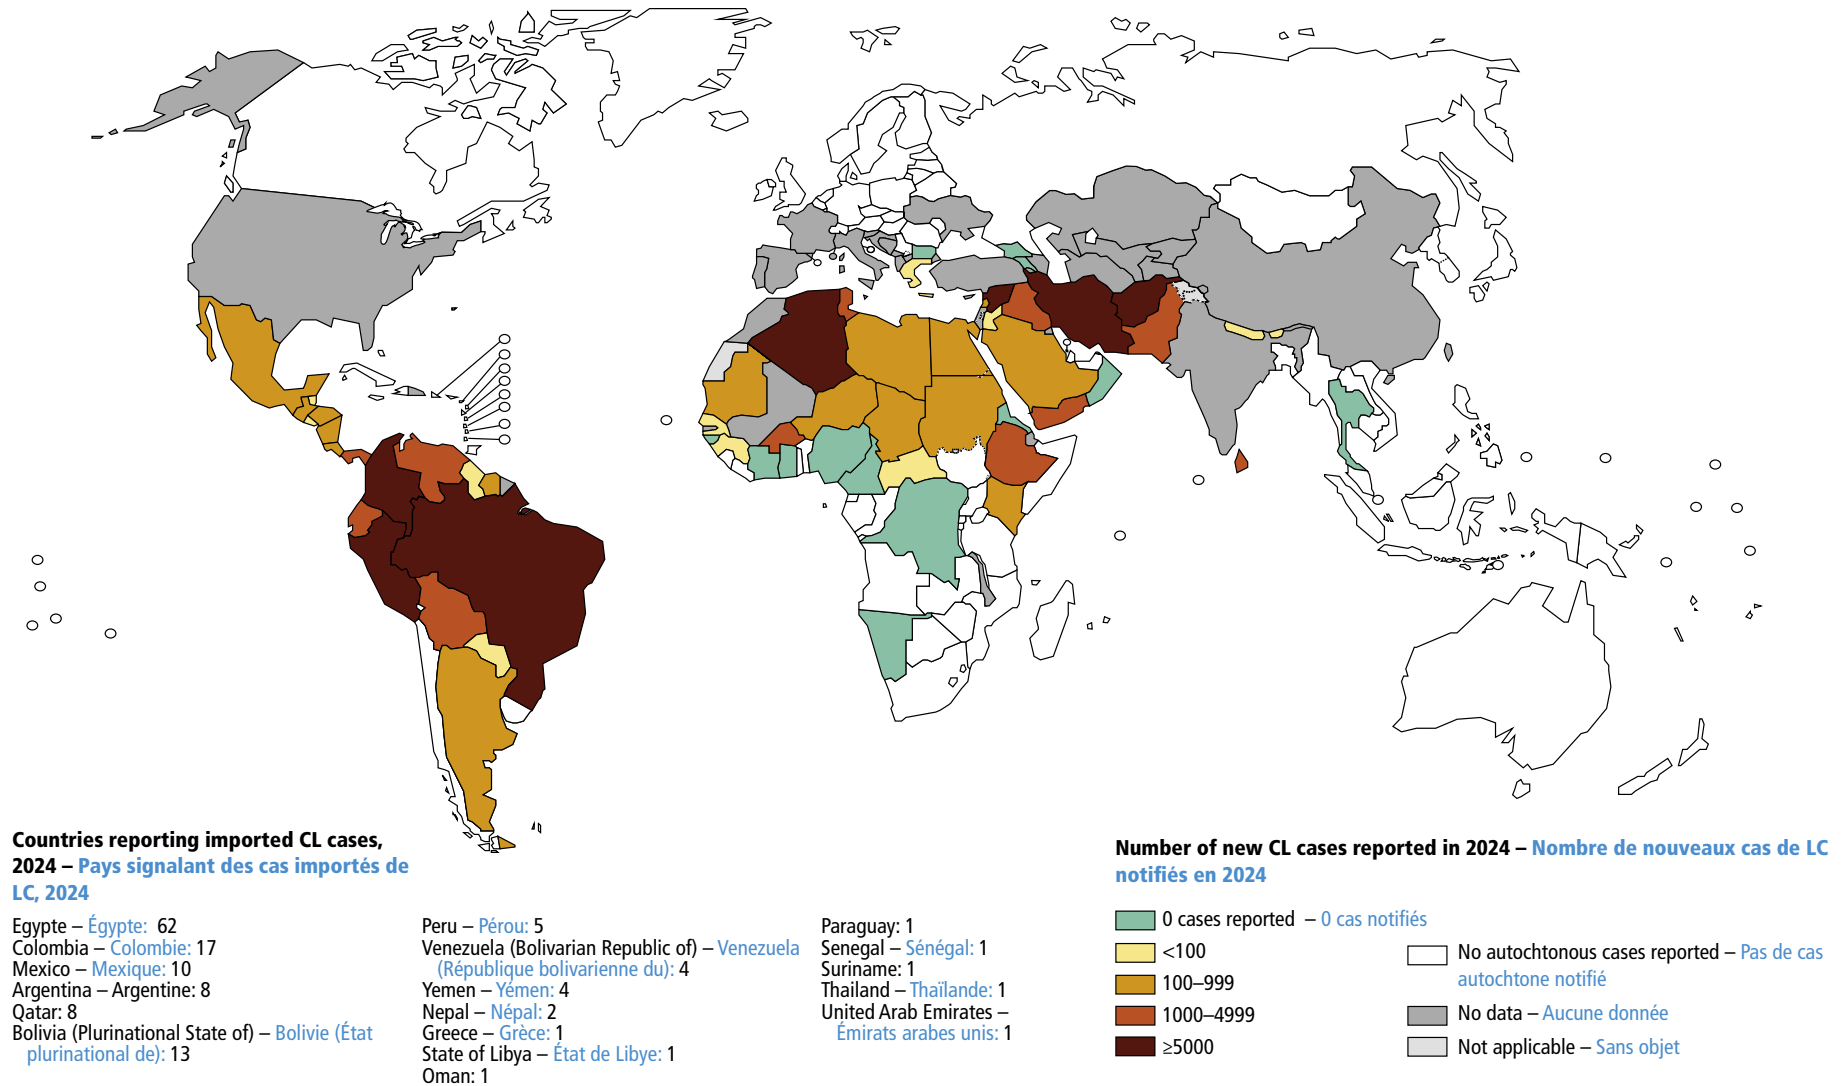 Countries reporting imported CL cases,
2024 – Pays signalant des cas importés de
LC, 2024
Egypte – Égypte: 62
Colombia – Colombie: 17
Mexico – Mexique: 10
Argentina – Argentine: 8
Qatar: 8
Bolivia (Plurinational State of) – Bolivie (État
plurinational de): 13
Peru – Pérou: 5
Venezuela (Bolivarian Republic of) – Venezuela
(République bolivarienne du): 4
Yemen – Yémen: 4
Nepal – Népal: 2
Greece – Grèce: 1
State of Libya – État de Libye: 1
Oman: 1
Paraguay: 1
Senegal – Sénégal: 1
Suriname: 1
Thailand – Thaïlande: 1
United Arab Emirates –
Émirats arabes unis: 1
Number of new CL cases reported in 2024 – Nombre de nouveaux cas de LC
notifiés en 2024
0 cases reported – 0 cas notifiés
<100
100–999
1000–4999
≥5000
No autochtonous cases reported – Pas de cas
autochtone notifié
No data – Aucune donnée
Not applicable – Sans objet